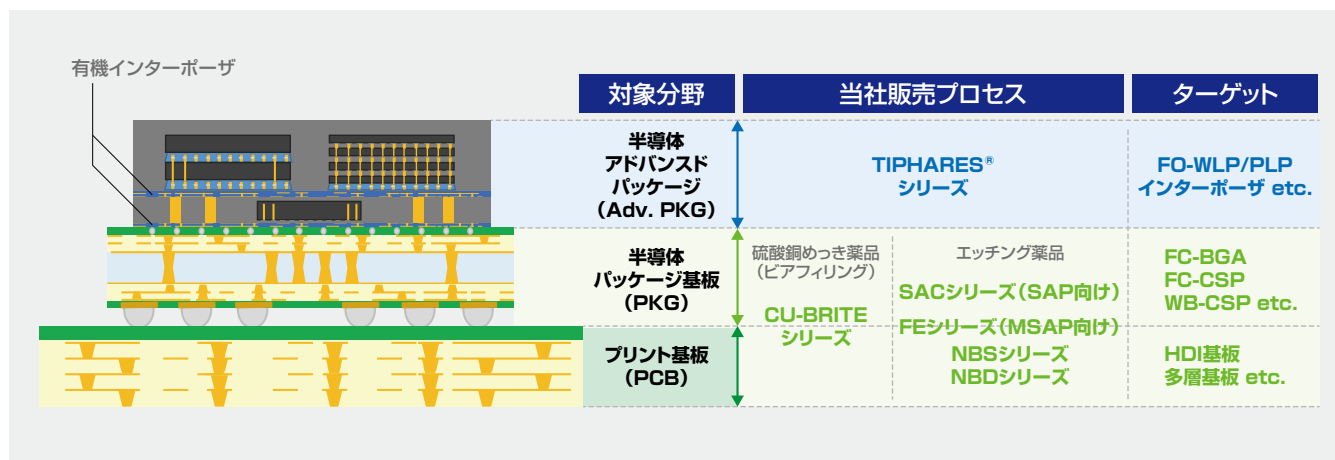 有機インターポーザ
対象分野
当社販売プロセス
ターゲット
半導体
アドバンスド
パッケージ
(Adv. PKG)
TIPHARES®
シリーズ
FO-WLP/PLP
インターポーザ etc.
半導体
パッケージ基板
(PKG)
硫酸銅めっき薬品
(ビアフィリング)
CU-BRITE
シリーズ
エッチング薬品
SACシリーズ(SAP向け)
FEシリーズ(MSAP向け)
NBSシリーズ
NBDシリーズ
FC-BGA
FC-CSP
WB-CSP etc.
プリント基板
(PCB)
HDI基板
多層基板 etc.